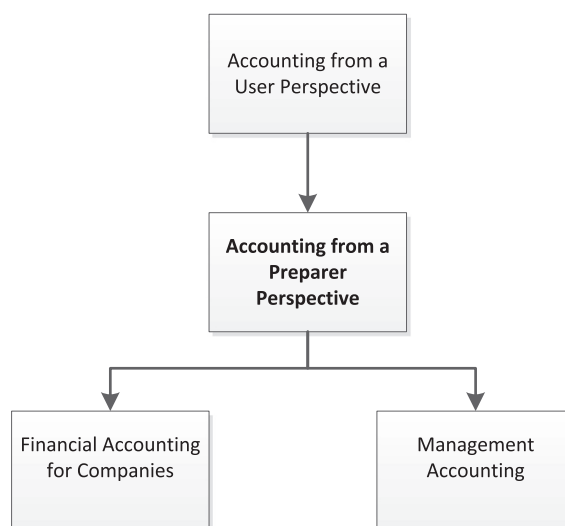 Accounting from a
User Perspective
Accounting from a
Preparer
Perspective
Financial Accounting
for Companies
Management
Accounting